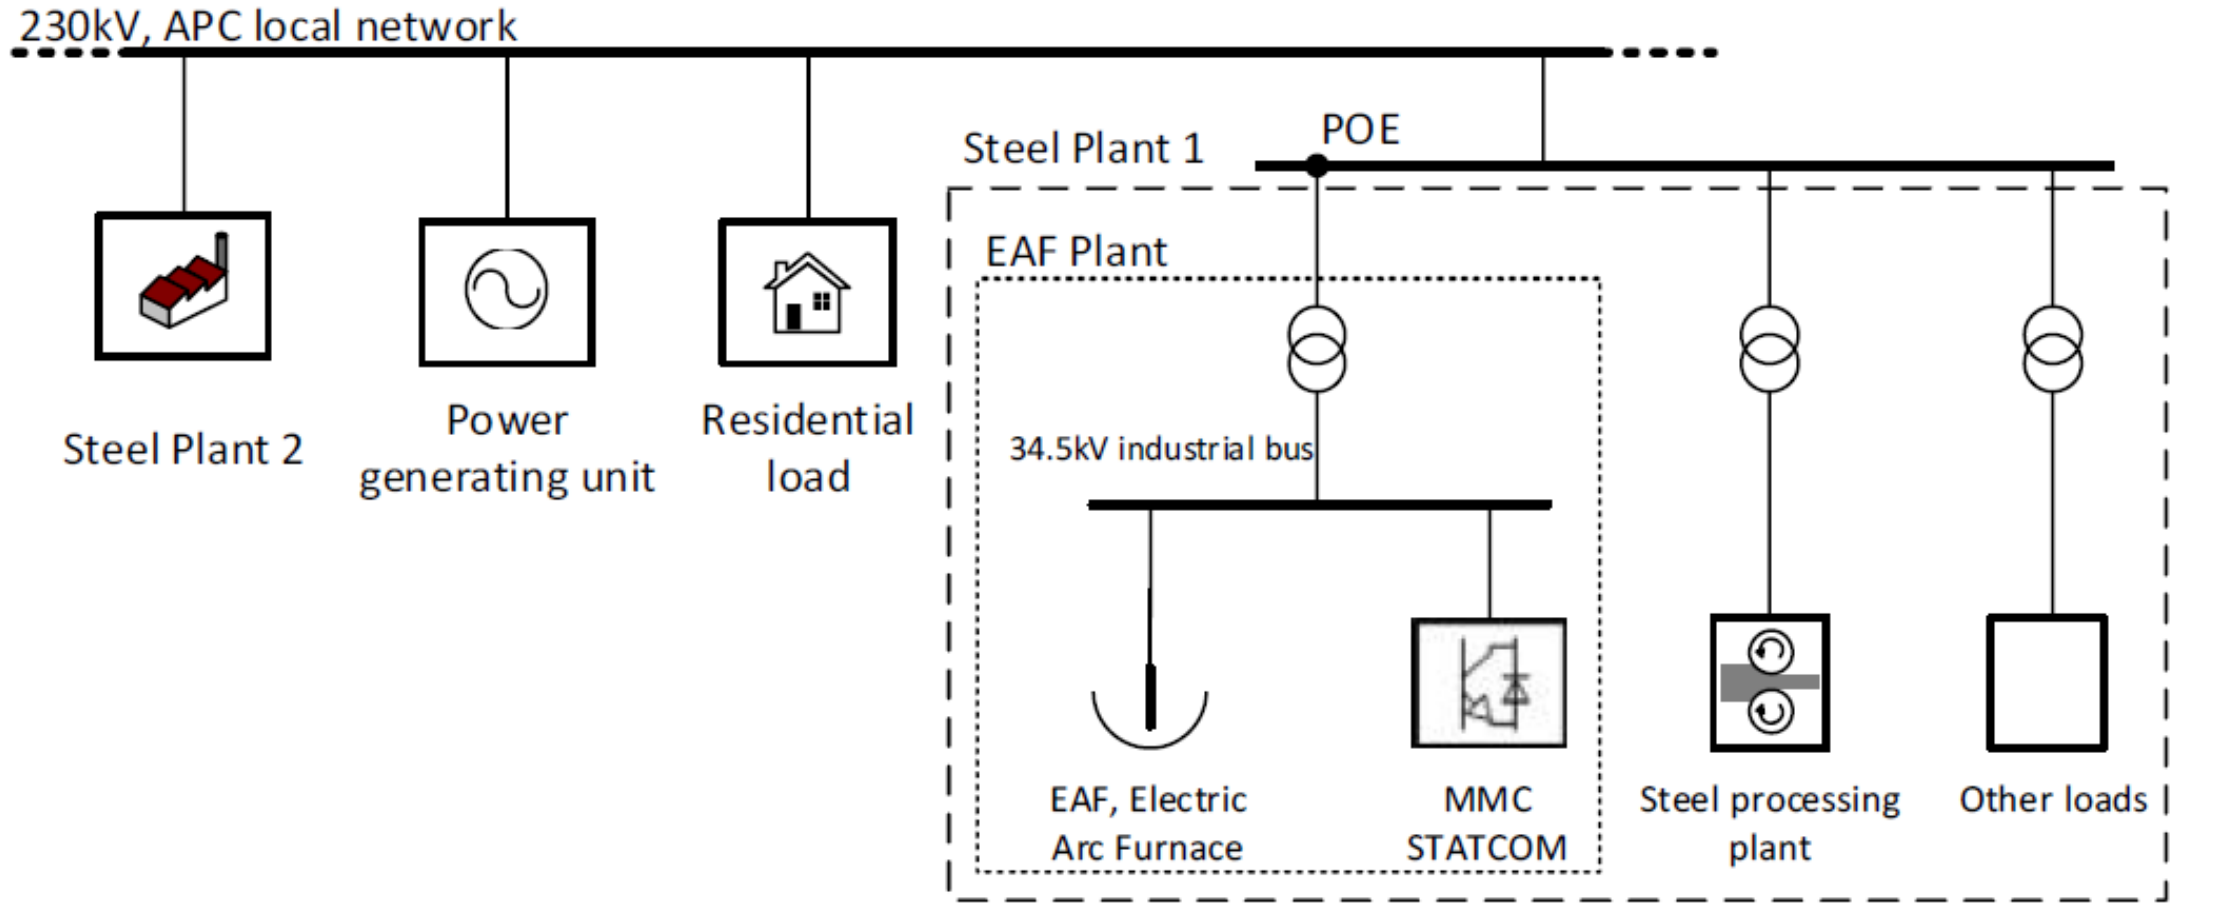 230kV, APC local network
POE
Steel Plant 1
EAF Plant
Power
generating unit
Residential
load
Steel Plant 2
34.5kV industrial bus
EAF, Electric
Arc Furnace
MMC
STATCOM
Steel processing
plant
Other loads